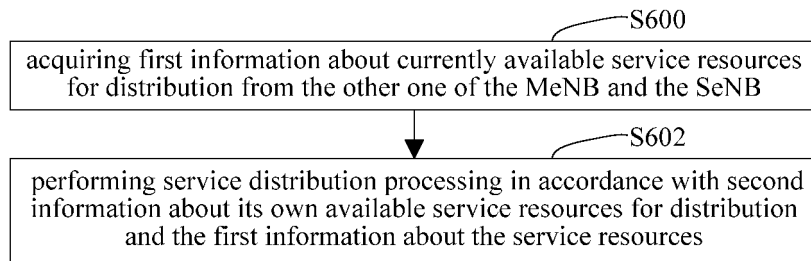 S600
acquiring first information about currently available service resources
for distribution from the other one of the MeNB and the SeNB
S602
performing service distribution processing in accordance with second
information about its own available service resources for distribution
and the first information about the service resources